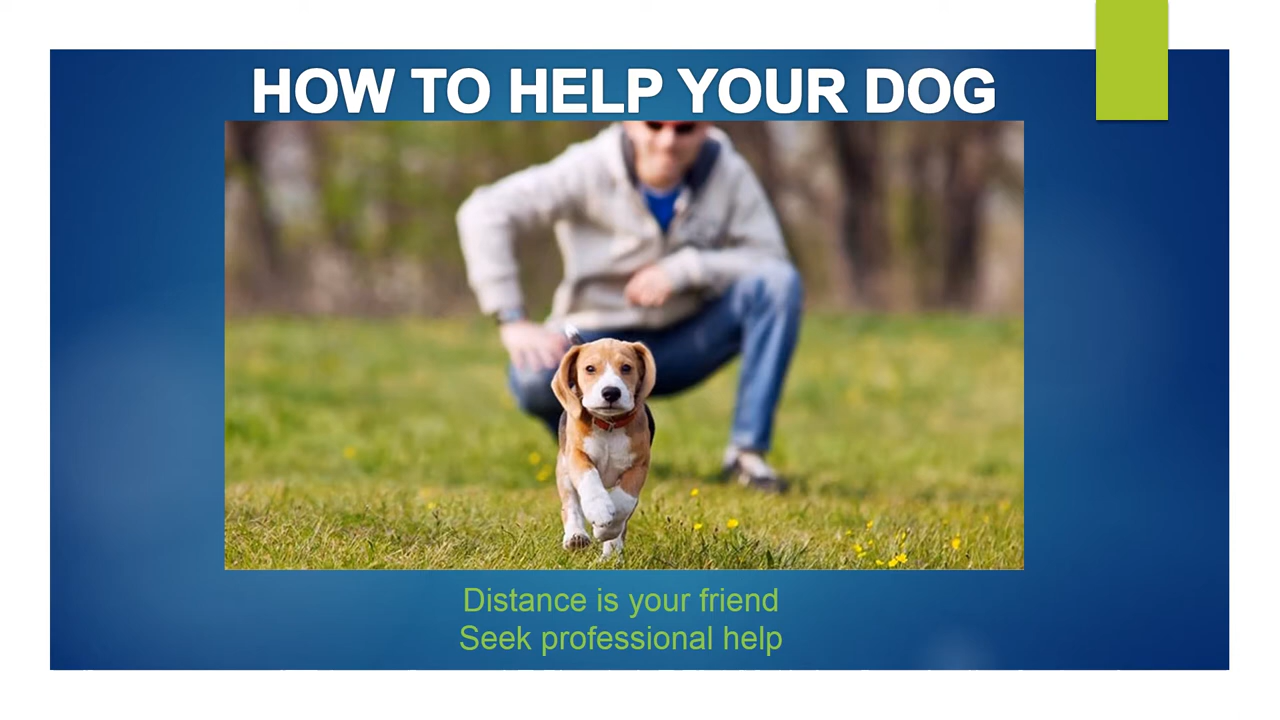 HOW TO HELP YOUR DOG
Distance is your friend
Seek professional help